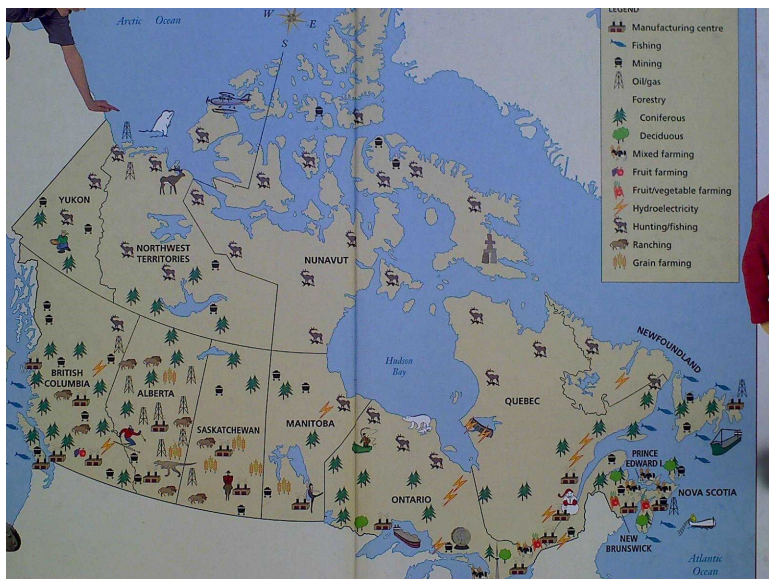 Arctic Ocean
W
E
S
LEGEND
Manufacturing centre
Fishing
Mining
Oil/gas
Forestry
Coniferous
Deciduous
Mixed farming
Fruit farming
Fruit/vegetable farming
Hydroelectricity
Hunting/fishing
Ranching
Grain farming
YUKON
NORTHWEST
TERRITORIES
NUNAVUT
Hudson
Bay
NEWFOUNDLAND
BRITISH
COLUMBIA
ALBERTA
SASKATCHEWAN
MANITOBA
QUEBEC
ONTARIO
PRINCE
EDWARD I.
NOVA SCOTIA
NEW
BRUNSWICK
Atlantic
Ocean